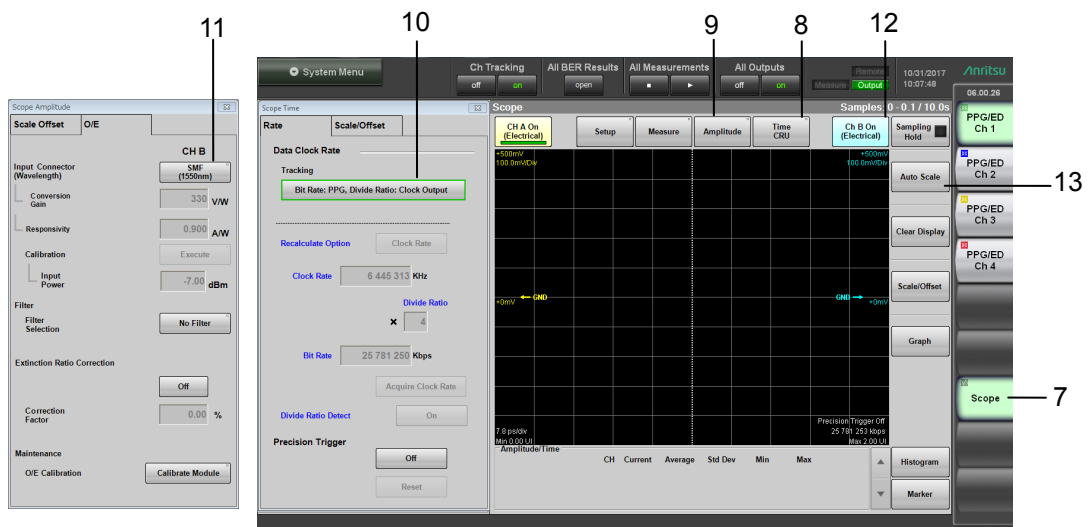 11
10
9
8
12
System Menu
Ch Tracking
off
on
All BER Results
open
All Measurements
All Outputs
off
on
Remote
Measure
Output
10/31/2017
10:07:48
Anritsu
06.00.26
Scope Amplitude
Scale Offset
O/E
CH B
Input Connector
(Wavelength)
SMF
(1550nm)
Conversion
Gain
330
V/W
Responsivity
0.900
A/W
Calibration
Execute
Input
Power
-7.00
dBm
Filter
Filter
Selection
No Filter
Extinction Ratio Correction
Off
Correction
Factor
0.00
%
Maintenance
O/E Calibration
Calibrate Module
Scope Time
Rate
Scale/Offset
Data Clock Rate
Tracking
Bit Rate: PPG, Divide Ratio: Clock Output
Recalculate Option
Clock Rate
Clock Rate
6 445 313
KHz
Divide Ratio
×
4
Bit Rate
25 781 250
Kbps
Acquire Clock Rate
Divide Ratio Detect
On
Precision Trigger
Off
Reset
Scope
Samples: 0 - 0.1 / 10.0s
CH A On
(Electrical)
Setup
Measure
Amplitude
Time
CRU
Ch B On
(Electrical)
Sampling
Hold
+500mV
100.0mV/Div
+500mV
100.0mV/Div
+0mV
GND
GND
+0mV
7.8 ps/div
Min 0.00 UI
Precision Trigger Off
25 781 253 kbps
Max 2.00 UI
Auto Scale
Clear Display
Scale/Offset
Graph
Amplitude/Time
CH Current Average Std Dev Min Max
Histogram
Marker
PPG/ED
Ch 1
PPG/ED
Ch 2
PPG/ED
Ch 3
PPG/ED
Ch 4
Scope
13
7